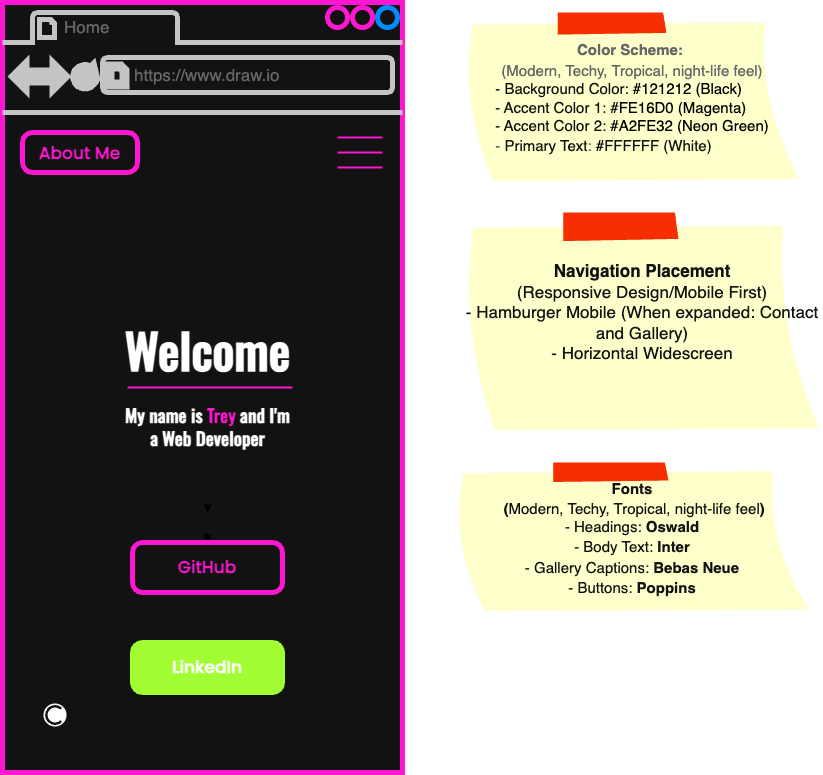 Home
https://www.draw.io
About Me
Welcome
My name is Trey and I'm
a Web Developer
GitHub
LinkedIn
Color Scheme:
(Modern, Techy, Tropical, night-life feel)
- Background Color: #121212 (Black)
- Accent Color 1: #FE16D0 (Magenta)
- Accent Color 2: #A2FE32 (Neon Green)
- Primary Text: #FFFFFF (White)
Navigation Placement
(Responsive Design/Mobile First)
- Hamburger Mobile (When expanded: Contact
and Gallery)
- Horizontal Widescreen
Fonts
(Modern, Techy, Tropical, night-life feel)
- Headings: Oswald
- Body Text: Inter
- Gallery Captions: Bebas Neue
- Buttons: Poppins